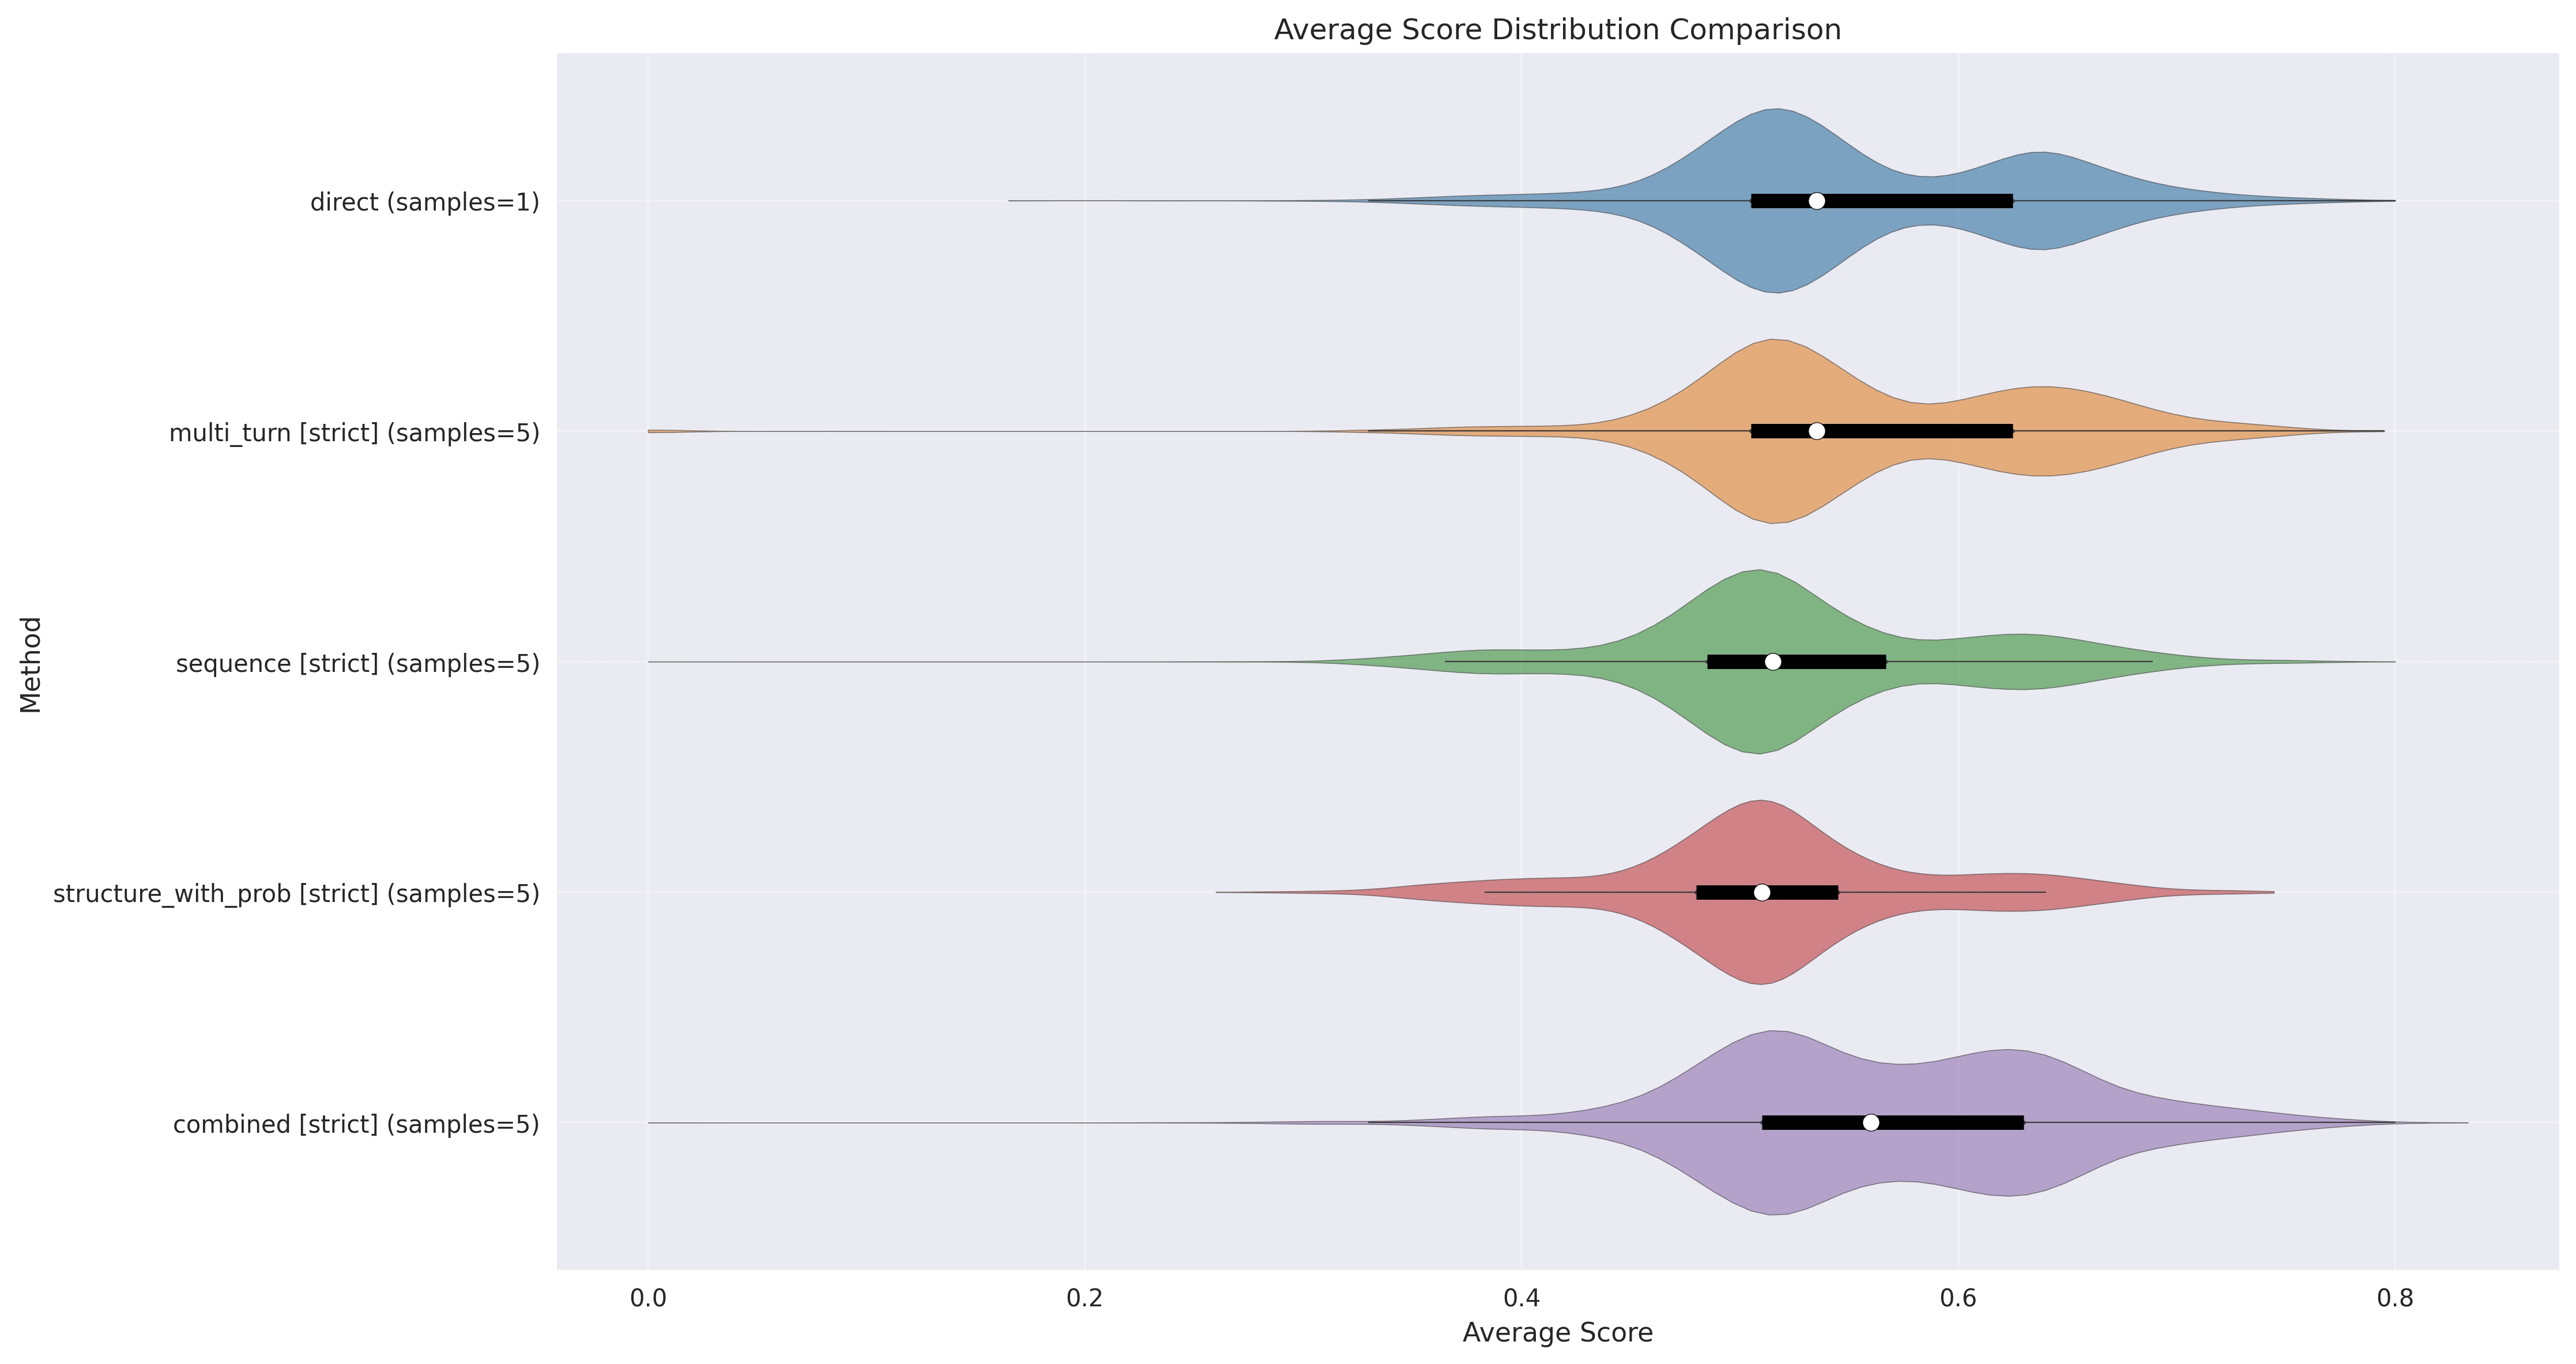 Average Score Distribution Comparison
direct (samples=1)
multi_turn [strict] (samples=5)
sequence [strict] (samples=5)
structure_with_prob [strict] (samples=5)
combined [strict] (samples=5)
Method
0.0 0.2 0.4 0.6 0.8
Average Score